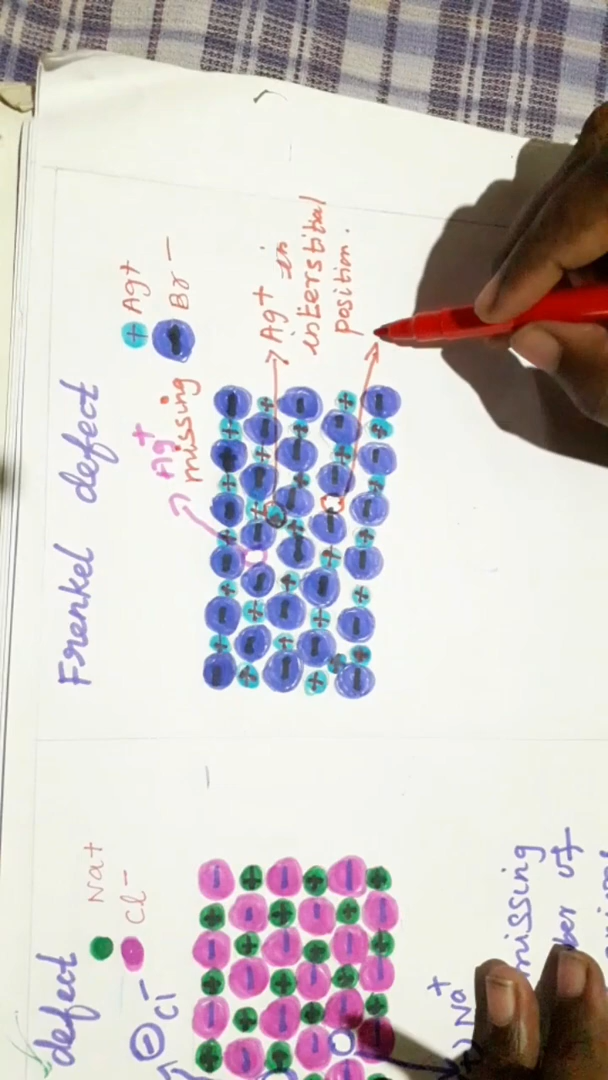 Frenkel defect
+ Ag+
- Br-
Ag+
missing
Ag+ in
interstitial
position.
defect
Na+
Cl-
Cl-
Na+
missing